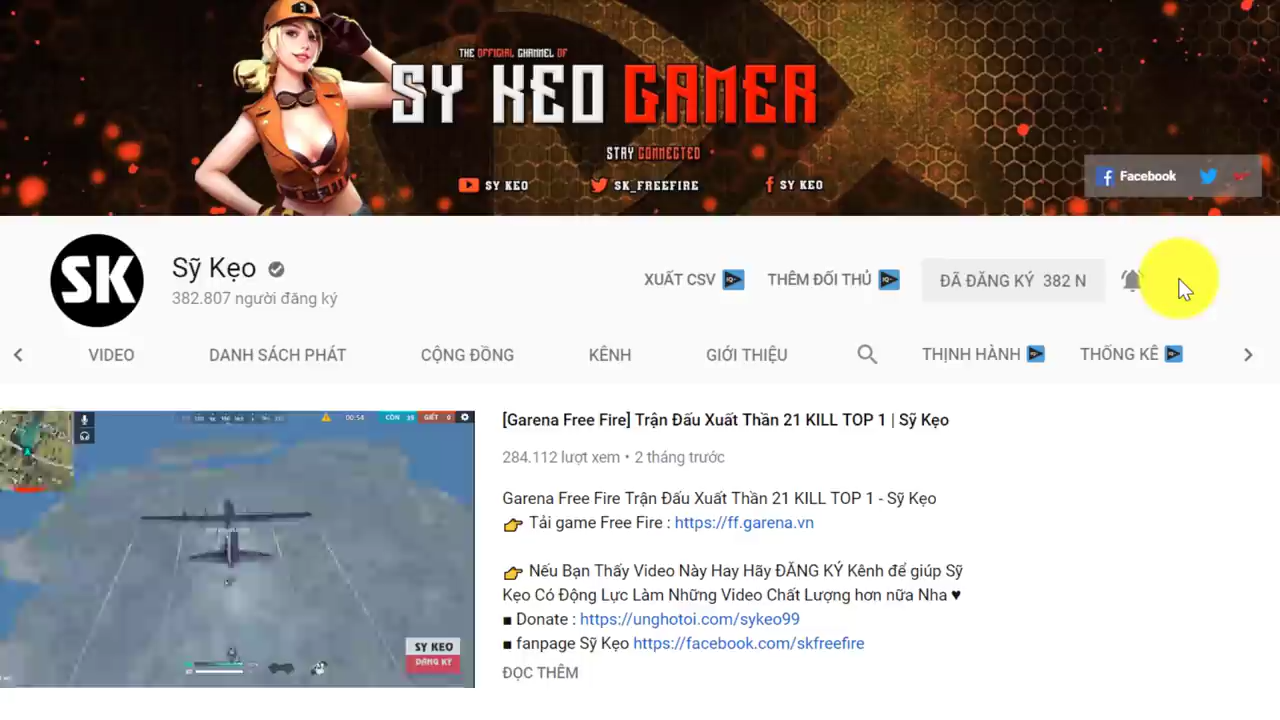 THE OFFICIAL CHANNEL OF
SY KEO GAMER
STAY CONNECTED
SY KEO
SK_FREEFIRE
SY KEO
Facebook
SK
Sỹ Kẹo
382.807 người đăng ký
XUẤT CSV
THÊM ĐỐI THỦ
ĐÃ ĐĂNG KÝ 382 N
VIDEO
DANH SÁCH PHÁT
CỘNG ĐỒNG
KÊNH
GIỚI THIỆU
THỊNH HÀNH
THỐNG KÊ
00:54
CÒN 25
GIẾT 0
SY KEO
ĐĂNG KÝ
[Garena Free Fire] Trận Đấu Xuất Thần 21 KILL TOP 1 | Sỹ Kẹo
284.112 lượt xem • 2 tháng trước
Garena Free Fire Trận Đấu Xuất Thần 21 KILL TOP 1 - Sỹ Kẹo
👉 Tải game Free Fire : https://ff.garena.vn
👉 Nếu Bạn Thấy Video Này Hay Hãy ĐĂNG KÝ Kênh để giúp Sỹ
Kẹo Có Động Lực Làm Những Video Chất Lượng hơn nữa Nha ♥
■ Donate : https://unghotoi.com/sykeo99
■ fanpage Sỹ Kẹo https://facebook.com/skfreefire
ĐỌC THÊM